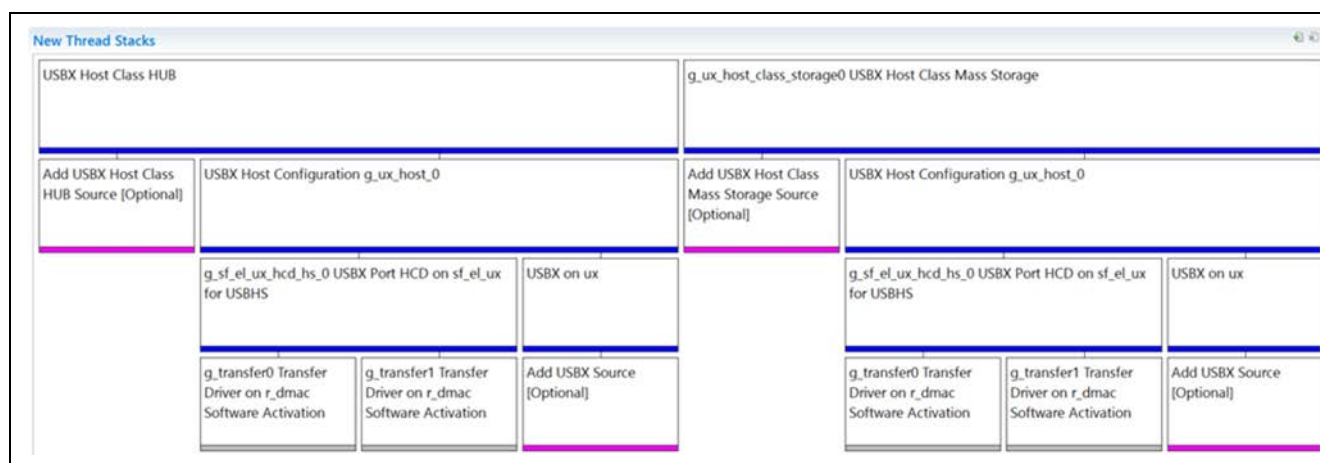 New Thread Stacks
USBX Host Class HUB
g_ux_host_class_storage0 USBX Host Class Mass Storage
Add USBX Host Class
HUB Source [Optional]
USBX Host Configuration g_ux_host_0
Add USBX Host Class
Mass Storage Source
[Optional]
USBX Host Configuration g_ux_host_0
g_sf_el_ux_hcd_hs_0 USBX Port HCD on sf_el_ux
for USBHS
USBX on ux
g_sf_el_ux_hcd_hs_0 USBX Port HCD on sf_el_ux
for USBHS
USBX on ux
g_transfer0 Transfer
Driver on r_dmac
Software Activation
g_transfer1 Transfer
Driver on r_dmac
Software Activation
Add USBX Source
[Optional]
g_transfer0 Transfer
Driver on r_dmac
Software Activation
g_transfer1 Transfer
Driver on r_dmac
Software Activation
Add USBX Source
[Optional]